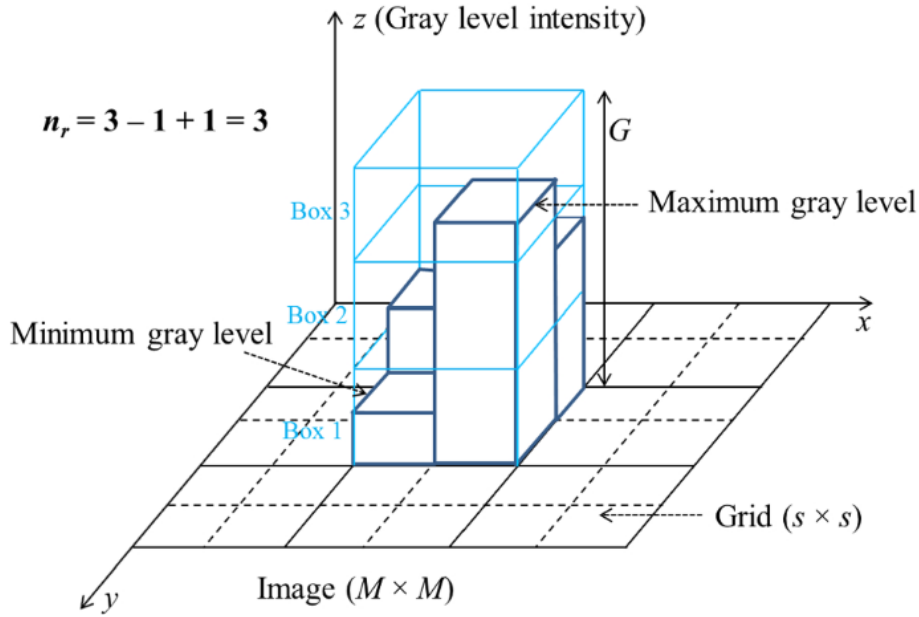 z (Gray level intensity)
n_r = 3 – 1 + 1 = 3
G
Box 3
Maximum gray level
Box 2
x
Minimum gray level
Box 1
Grid (s × s)
Image (M × M)
y